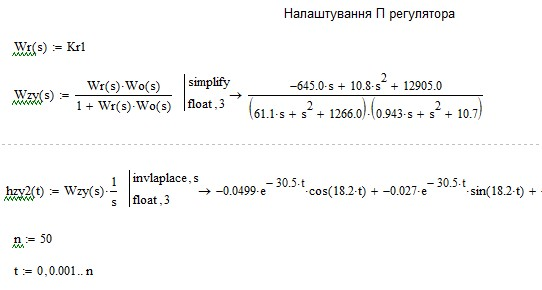 Налаштування П регулятора
Wr(s) := Kr1
Wzy(s) := Wr(s)·Wo(s) / (1 + Wr(s)·Wo(s)) | simplify float,3 → (−645.0·s + 10.8·s² + 12905.0) / ((61.1·s + s² + 1266.0)·(0.943·s + s² + 10.7))
hzy2(t) := Wzy(s)·1/s | invlaplace,s float,3 → −0.0499·e^(−30.5·t)·cos(18.2·t) + −0.027·e^(−30.5·t)·sin(18.2·t) +
n := 50
t := 0,0.001..n